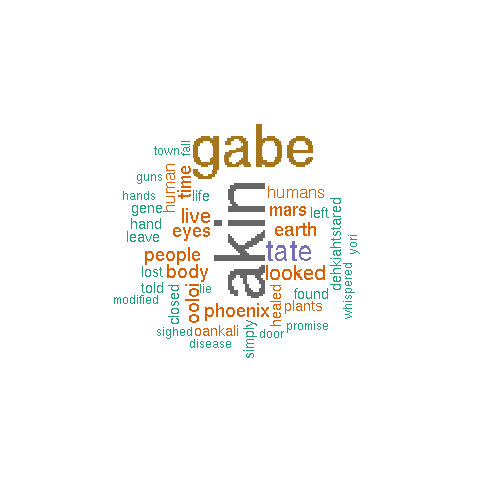 town
fall
gabe
guns
human
time
hands
life
humans
gene
live
mars
left
dehkiaht
stared
hand
eyes
akin
earth
leave
yori
people
tate
lost
body
looked
whispered
told
lie
found
modified
closed
ooloi
phoenix
healed
plants
sighed
oankali
simply
door
promise
disease